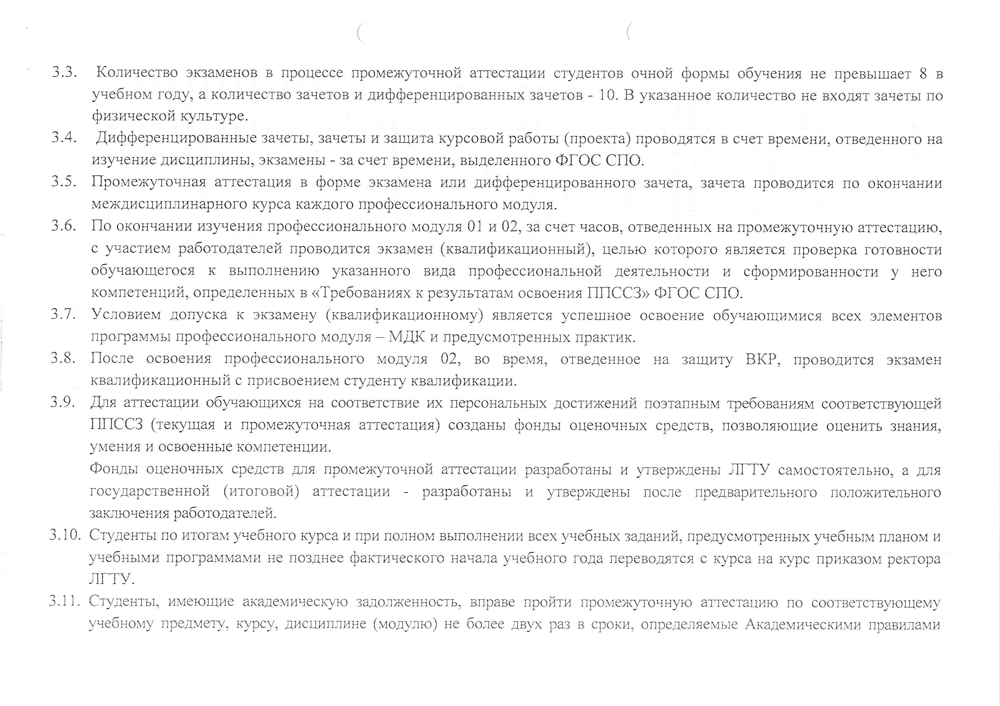 3.3. Количество экзаменов в процессе промежуточной аттестации студентов очной формы обучения не превышает 8 в
учебном году, а количество зачетов и дифференцированных зачетов - 10. В указанное количество не входят зачеты по
физической культуре.
3.4. Дифференцированные зачеты, зачеты и защита курсовой работы (проекта) проводятся в счет времени, отведенного на
изучение дисциплины, экзамены - за счет времени, выделенного ФГОС СПО.
3.5. Промежуточная аттестация в форме экзамена или дифференцированного зачета, зачета проводится по окончании
междисциплинарного курса каждого профессионального модуля.
3.6. По окончании изучения профессионального модуля 01 и 02, за счет часов, отведенных на промежуточную аттестацию,
с участием работодателей проводится экзамен (квалификационный), целью которого является проверка готовности
обучающегося к выполнению указанного вида профессиональной деятельности и сформированности у него
компетенций, определенных в «Требованиях к результатам освоения ППССЗ» ФГОС СПО.
3.7. Условием допуска к экзамену (квалификационному) является успешное освоение обучающимися всех элементов
программы профессионального модуля – МДК и предусмотренных практик.
3.8. После освоения профессионального модуля 02, во время, отведенное на защиту ВКР, проводится экзамен
квалификационный с присвоением студенту квалификации.
3.9. Для аттестации обучающихся на соответствие их персональных достижений поэтапным требованиям соответствующей
ППССЗ (текущая и промежуточная аттестация) созданы фонды оценочных средств, позволяющие оценить знания,
умения и освоенные компетенции.
Фонды оценочных средств для промежуточной аттестации разработаны и утверждены ЛГТУ самостоятельно, а для
государственной (итоговой) аттестации - разработаны и утверждены после предварительного положительного
заключения работодателей.
3.10. Студенты по итогам учебного курса и при полном выполнении всех учебных заданий, предусмотренных учебным планом и
учебными программами не позднее фактического начала учебного года переводятся с курса на курс приказом ректора
ЛГТУ.
3.11. Студенты, имеющие академическую задолженность, вправе пройти промежуточную аттестацию по соответствующему
учебному предмету, курсу, дисциплине (модулю) не более двух раз в сроки, определяемые Академическими правилами